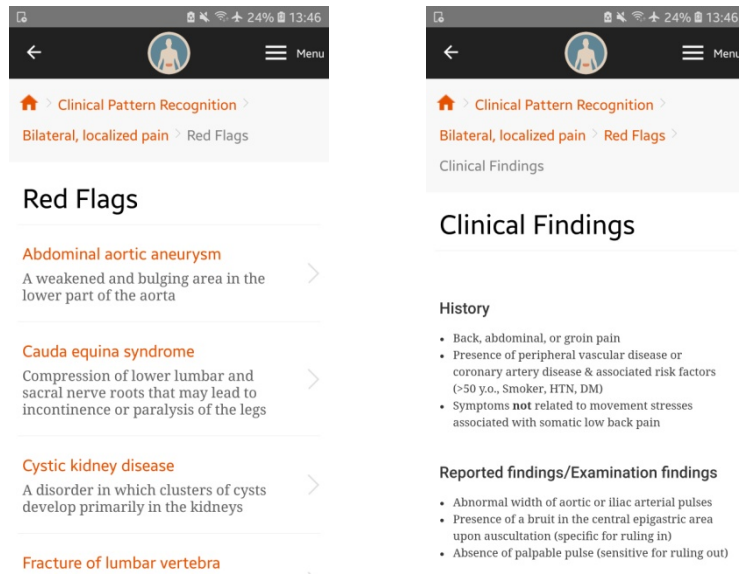 24% 13:46
Menu
> Clinical Pattern Recognition >
Bilateral, localized pain > Red Flags
Red Flags
Abdominal aortic aneurysm
A weakened and bulging area in the
lower part of the aorta
Cauda equina syndrome
Compression of lower lumbar and
sacral nerve roots that may lead to
incontinence or paralysis of the legs
Cystic kidney disease
A disorder in which clusters of cysts
develop primarily in the kidneys
Fracture of lumbar vertebra
24% 13:46
Menu
> Clinical Pattern Recognition >
Bilateral, localized pain > Red Flags >
Clinical Findings
Clinical Findings
History
• Back, abdominal, or groin pain
• Presence of peripheral vascular disease or
coronary artery disease & associated risk factors
(>50 y.o., Smoker, HTN, DM)
• Symptoms not related to movement stresses
associated with somatic low back pain
Reported findings/Examination findings
• Abnormal width of aortic or iliac arterial pulses
• Presence of a bruit in the central epigastric area
upon auscultation (specific for ruling in)
• Absence of palpable pulse (sensitive for ruling out)